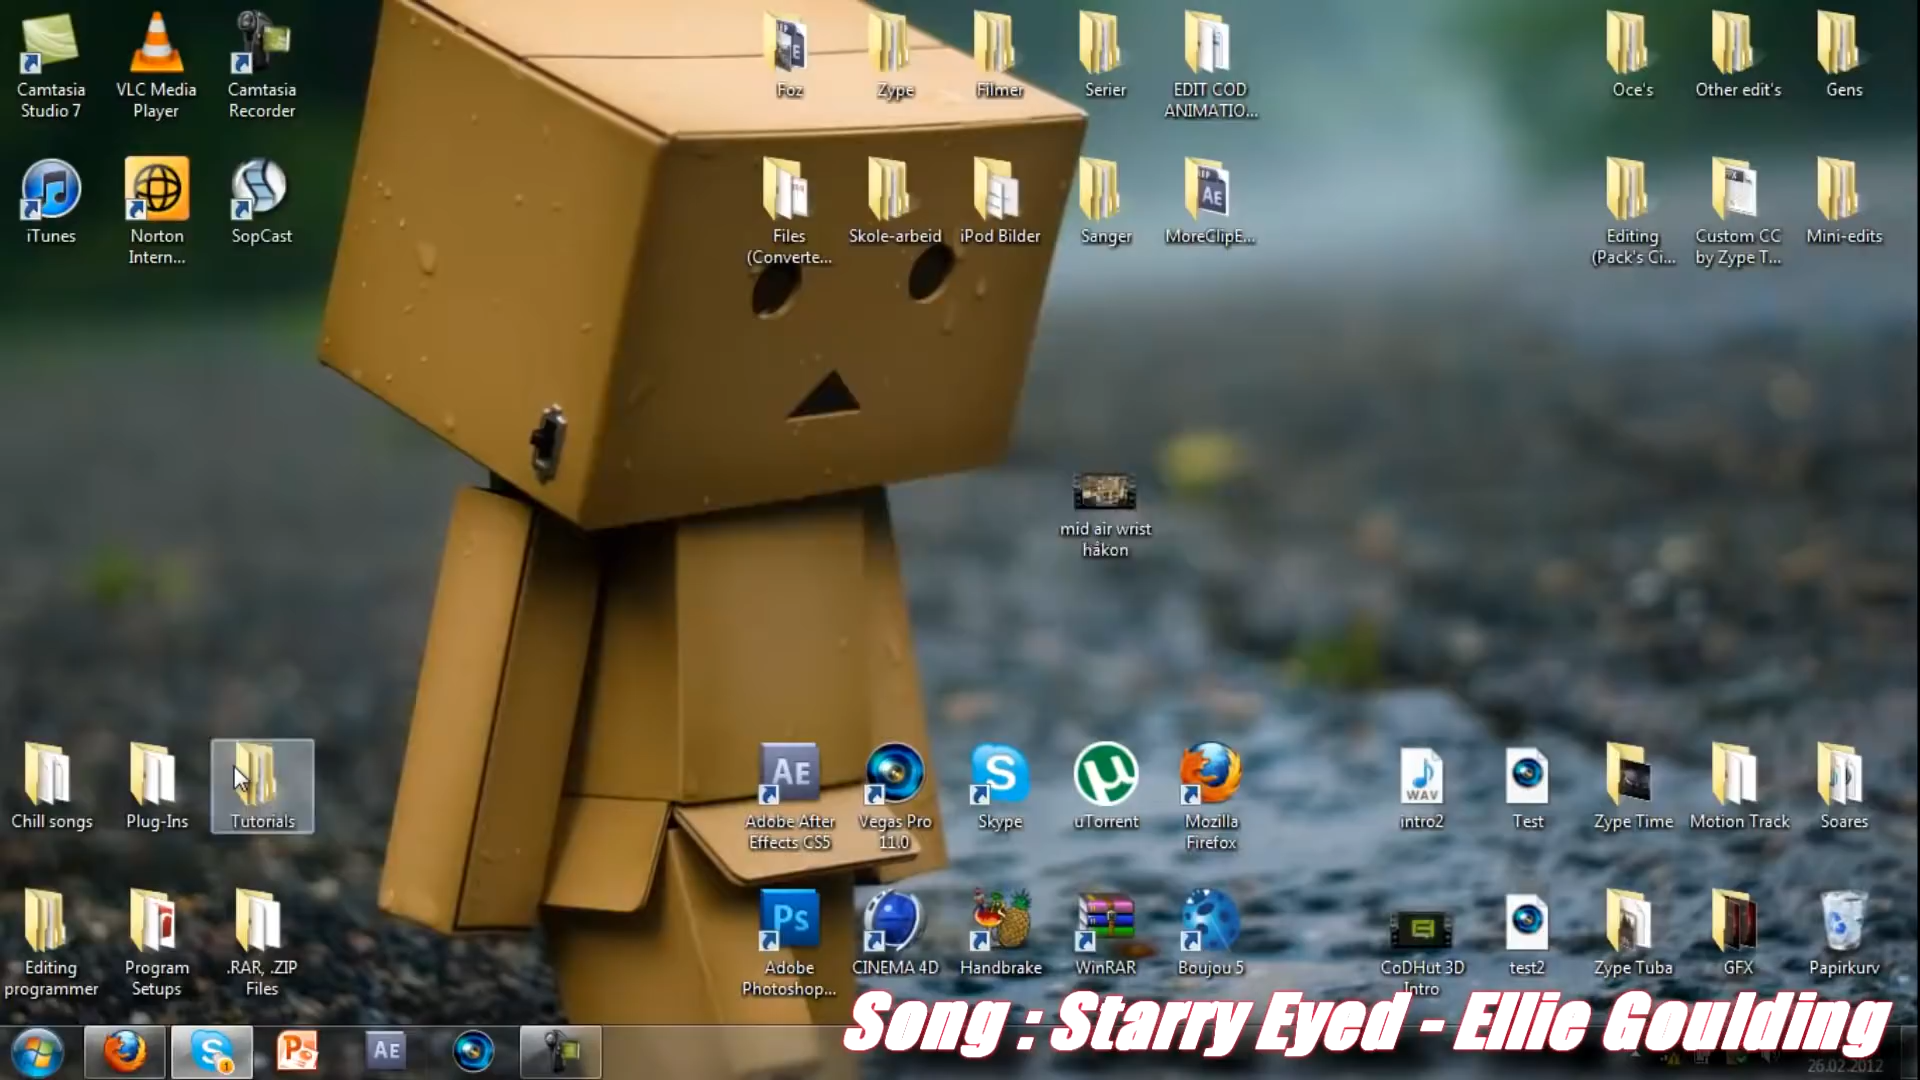 Camtasia Studio 7
VLC Media Player
Camtasia Recorder
Foz
Zype
Filmer
Serier
EDIT COD ANIMATIO...
Oce's
Other edit's
Gens
iTunes
Norton Intern...
SopCast
Files (Converte...
Skole-arbeid
iPod Bilder
Sanger
MoreClipE...
Editing (Pack's Ci...
Custom CC by Zype T...
Mini-edits
mid air wrist håkon
Chill songs
Plug-Ins
Tutorials
Adobe After Effects CS5
Vegas Pro 11.0
Skype
uTorrent
Mozilla Firefox
intro2
Test
Zype Time
Motion Track
Soares
Editing programmer
Program Setups
.RAR, .ZIP Files
Adobe Photoshop...
CINEMA 4D
Handbrake
WinRAR
Boujou 5
CoDHut 3D Intro
test2
Zype Tuba
GFX
Papirkurv
Song : Starry Eyed - Ellie Goulding
26.02.2012